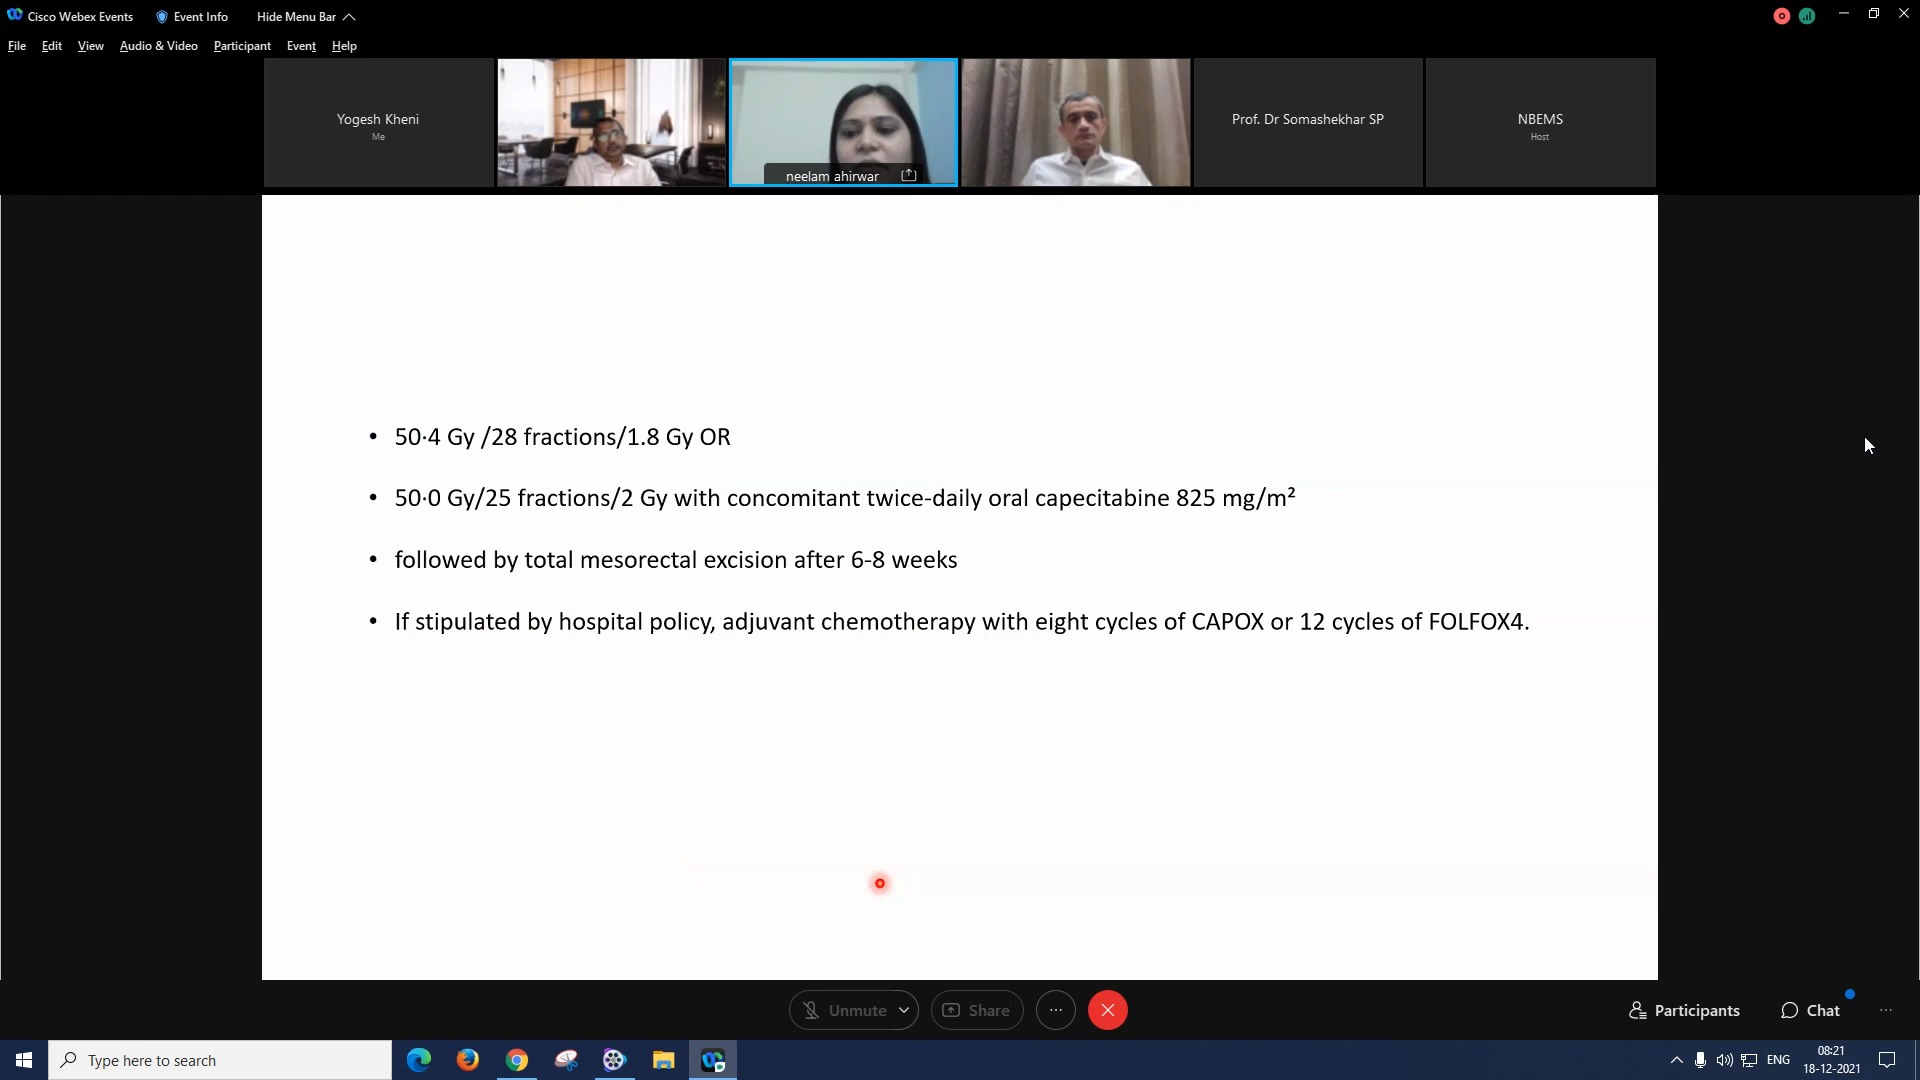 Cisco Webex Events
Event Info
Hide Menu Bar
File Edit View Audio & Video Participant Event Help
Yogesh Kheni
Me
neelam ahirwar
Prof. Dr Somashekhar SP
NBEMS
Host
• 50·4 Gy /28 fractions/1.8 Gy OR
• 50·0 Gy/25 fractions/2 Gy with concomitant twice-daily oral capecitabine 825 mg/m²
• followed by total mesorectal excision after 6-8 weeks
• If stipulated by hospital policy, adjuvant chemotherapy with eight cycles of CAPOX or 12 cycles of FOLFOX4.
Unmute
Share
Participants
Chat
Type here to search
ENG
08:21
18-12-2021